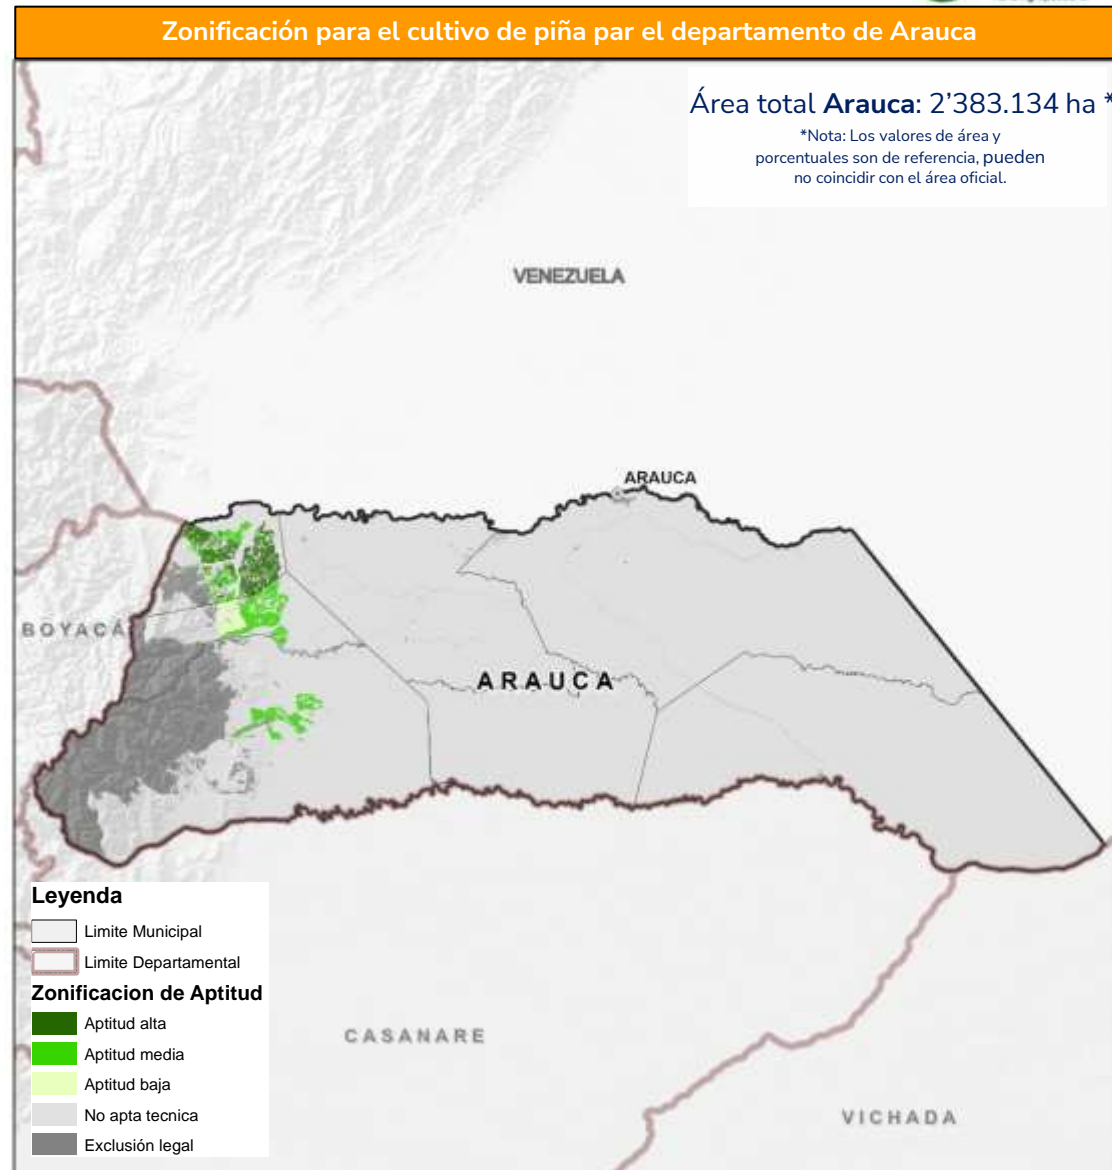 Zonificación para el cultivo de piña par el departamento de Arauca
Área total Arauca: 2’383.134 ha *
*Nota: Los valores de área y
porcentuales son de referencia, pueden
no coincidir con el área oficial.
VENEZUELA
ARAUCA
BOYACÁ
ARAUCA
Leyenda
Limite Municipal
Limite Departamental
Zonificacion de Aptitud
Aptitud alta
Aptitud media
Aptitud baja
No apta tecnica
Exclusión legal
CASANARE
VICHADA